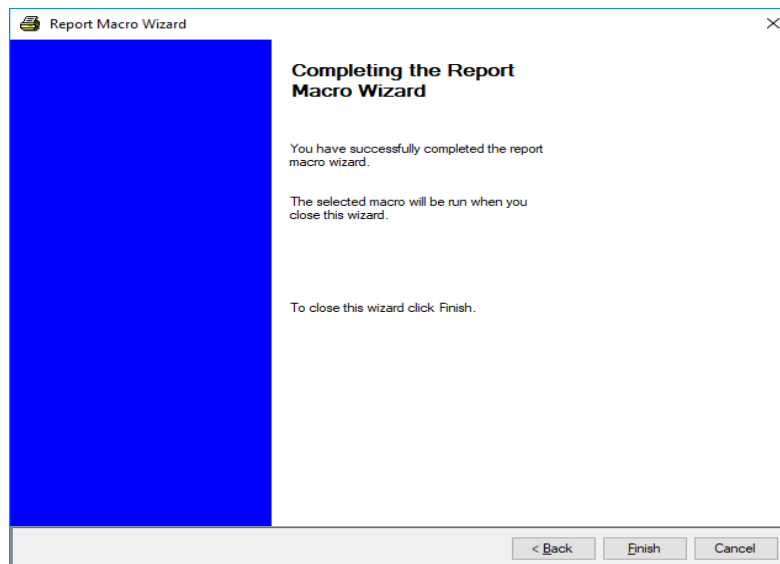 Report Macro Wizard
Completing the Report
Macro Wizard
You have successfully completed the report
macro wizard.
The selected macro will be run when you
close this wizard.
To close this wizard click Finish.
< Back Finish Cancel